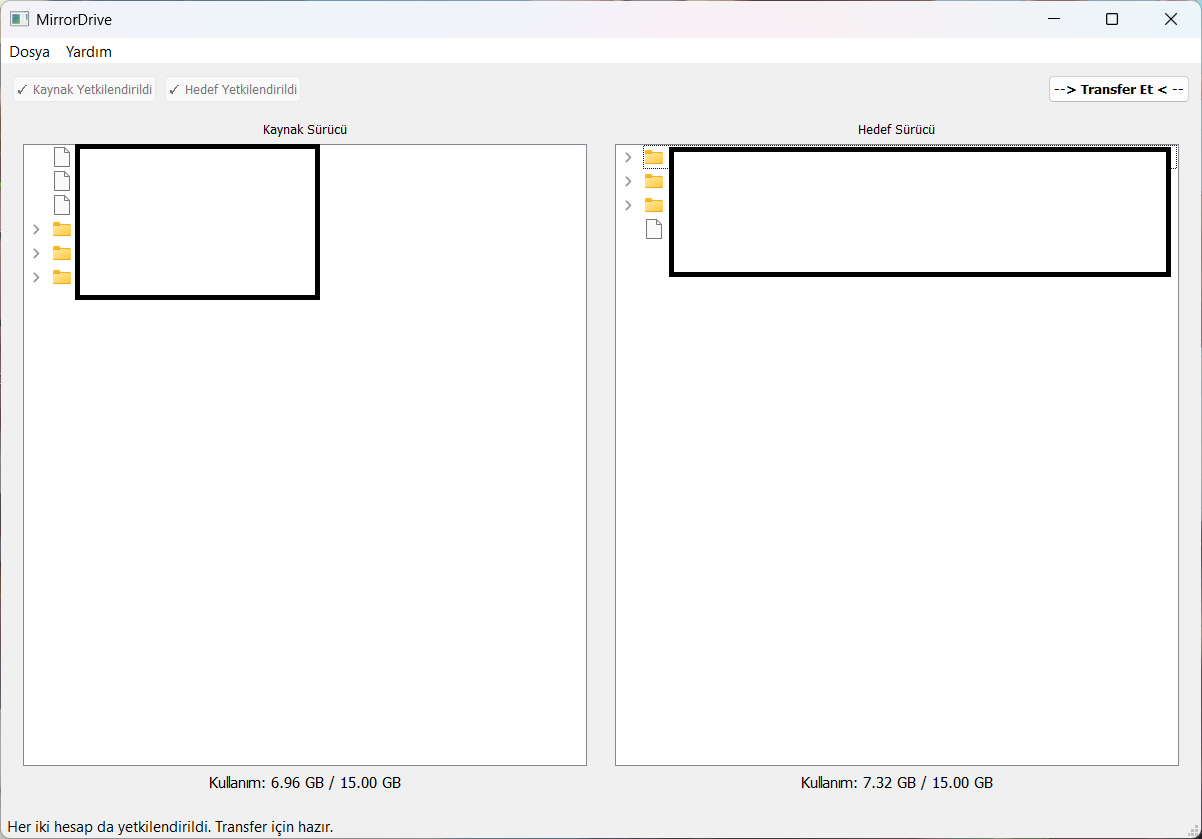 MirrorDrive
Dosya Yardım
✓ Kaynak Yetkilendirildi ✓ Hedef Yetkilendirildi --> Transfer Et < --
Kaynak Sürücü Hedef Sürücü
Kullanım: 6.96 GB / 15.00 GB Kullanım: 7.32 GB / 15.00 GB
Her iki hesap da yetkilendirildi. Transfer için hazır.